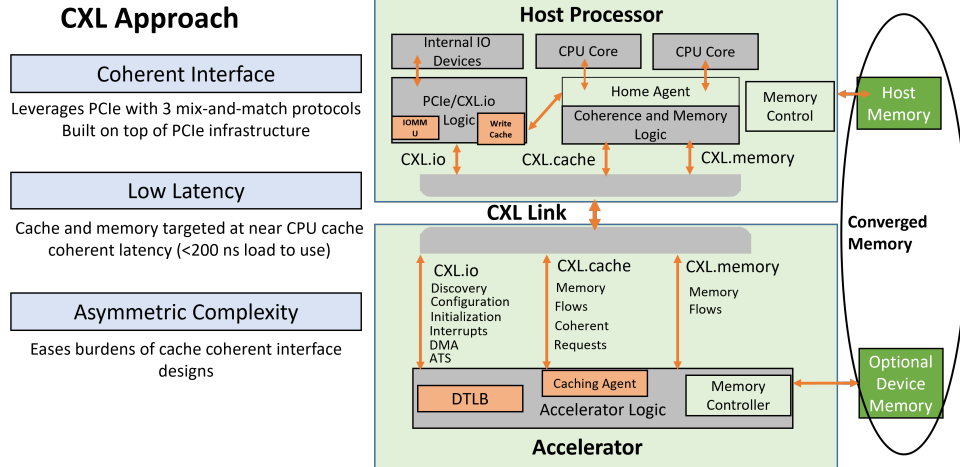 CXL Approach
Coherent Interface
Leverages PCIe with 3 mix-and-match protocols
Built on top of PCIe infrastructure
Low Latency
Cache and memory targeted at near CPU cache
coherent latency (<200 ns load to use)
Asymmetric Complexity
Eases burdens of cache coherent interface
designs
Host Processor
Internal IO
Devices
CPU Core
CPU Core
PCIe/CXL.io
Logic
IOMM
U
Write
Cache
Home Agent
Coherence and Memory
Logic
Memory
Control
Host
Memory
CXL.io
CXL.cache
CXL.memory
CXL Link
Converged
Memory
CXL.io
Discovery
Configuration
Initialization
Interrupts
DMA
ATS
CXL.cache
Memory
Flows
Coherent
Requests
CXL.memory
Memory
Flows
DTLB
Caching Agent
Accelerator Logic
Memory
Controller
Optional
Device
Memory
Accelerator